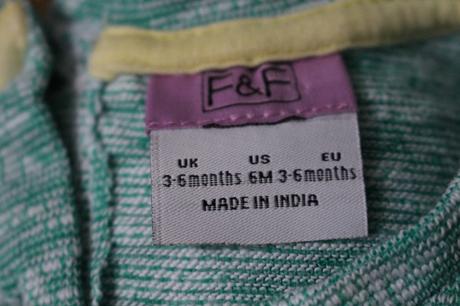 F&F
UK US EU
3-6months 6M 3-6months
MADE IN INDIA